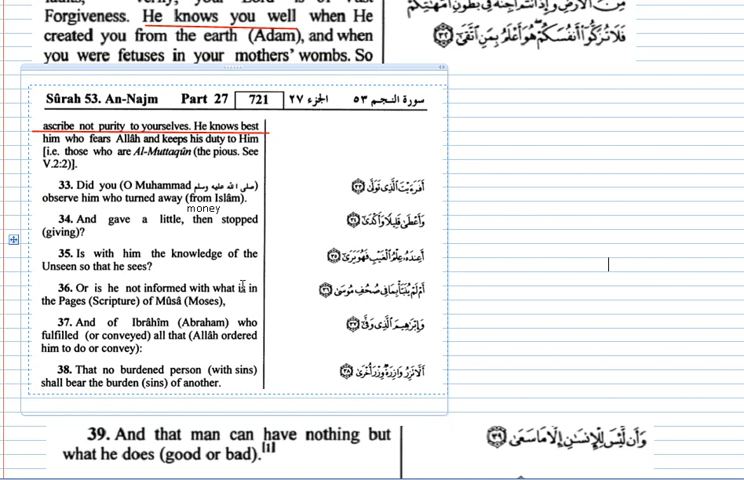 Forgiveness. He knows you well when He
created you from the earth (Adam), and when
you were fetuses in your mothers' wombs. So
فَلَا تُزَكُّوٓا۟ أَنفُسَكُمْ ۖ هُوَ أَعْلَمُ بِمَنِ ٱتَّقَىٰٓ ﴿٣٢﴾
Sûrah 53. An-Najm Part 27 721 الجزء ٢٧ سورة النجم ٥٣
ascribe not purity to yourselves. He knows best
him who fears Allâh and keeps his duty to Him
[i.e. those who are Al-Muttaqûn (the pious. See
V.2:2)].
33. Did you (O Muhammad صلى الله عليه وسلم)
observe him who turned away (from Islâm).
أَفَرَءَيْتَ ٱلَّذِى تَوَلَّىٰ ﴿٣٣﴾
money
34. And gave a little, then stopped
(giving)?
وَأَعْطَىٰ قَلِيلًا وَأَكْدَىٰٓ ﴿٣٤﴾
35. Is with him the knowledge of the
Unseen so that he sees?
أَعِندَهُۥ عِلْمُ ٱلْغَيْبِ فَهُوَ يَرَىٰٓ ﴿٣٥﴾
36. Or is he not informed with what is in
the Pages (Scripture) of Mûsâ (Moses),
أَمْ لَمْ يُنَبَّأْ بِمَا فِى صُحُفِ مُوسَىٰ ﴿٣٦﴾
37. And of Ibrâhîm (Abraham) who
fulfilled (or conveyed) all that (Allâh ordered
him to do or convey):
وَإِبْرَٰهِيمَ ٱلَّذِى وَفَّىٰٓ ﴿٣٧﴾
38. That no burdened person (with sins)
shall bear the burden (sins) of another.
أَلَّا تَزِرُ وَازِرَةٌ وِزْرَ أُخْرَىٰ ﴿٣٨﴾
39. And that man can have nothing but
what he does (good or bad).[1]
وَأَن لَّيْسَ لِلْإِنسَٰنِ إِلَّا مَا سَعَىٰ ﴿٣٩﴾